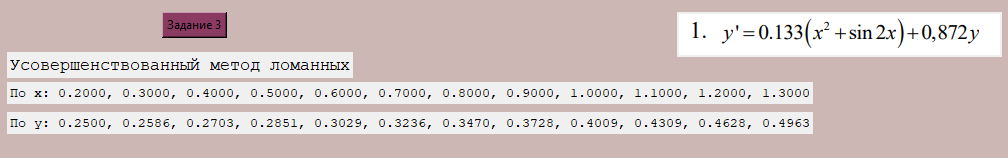 Задание 3
1. y' = 0.133(x² + sin 2x) + 0,872y
Усовершенствованный метод ломанных
По x: 0.2000, 0.3000, 0.4000, 0.5000, 0.6000, 0.7000, 0.8000, 0.9000, 1.0000, 1.1000, 1.2000, 1.3000
По y: 0.2500, 0.2586, 0.2703, 0.2851, 0.3029, 0.3236, 0.3470, 0.3728, 0.4009, 0.4309, 0.4628, 0.4963